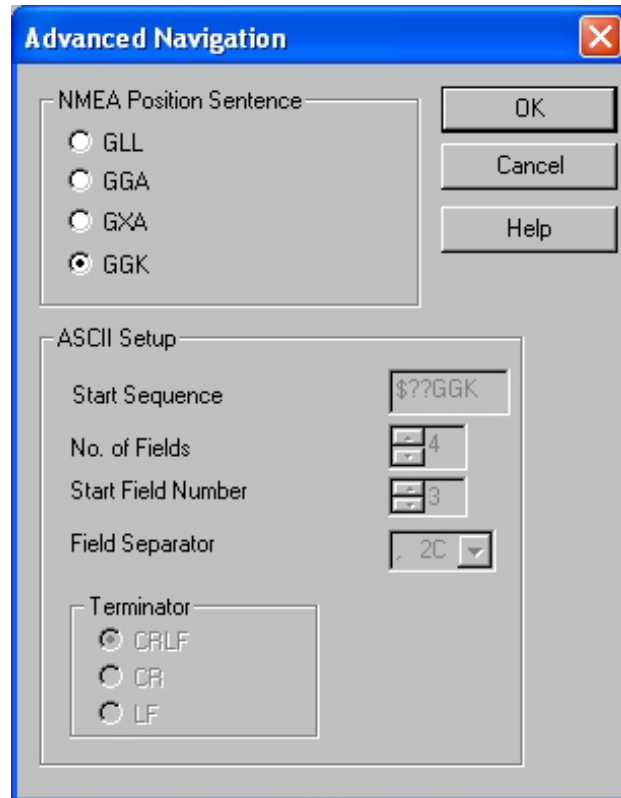 Advanced Navigation
NMEA Position Sentence
GLL
GGA
GXA
GGK
OK
Cancel
Help
ASCII Setup
Start Sequence $??GGK
No. of Fields 4
Start Field Number 3
Field Separator , 2C
Terminator
CRLF
CR
LF